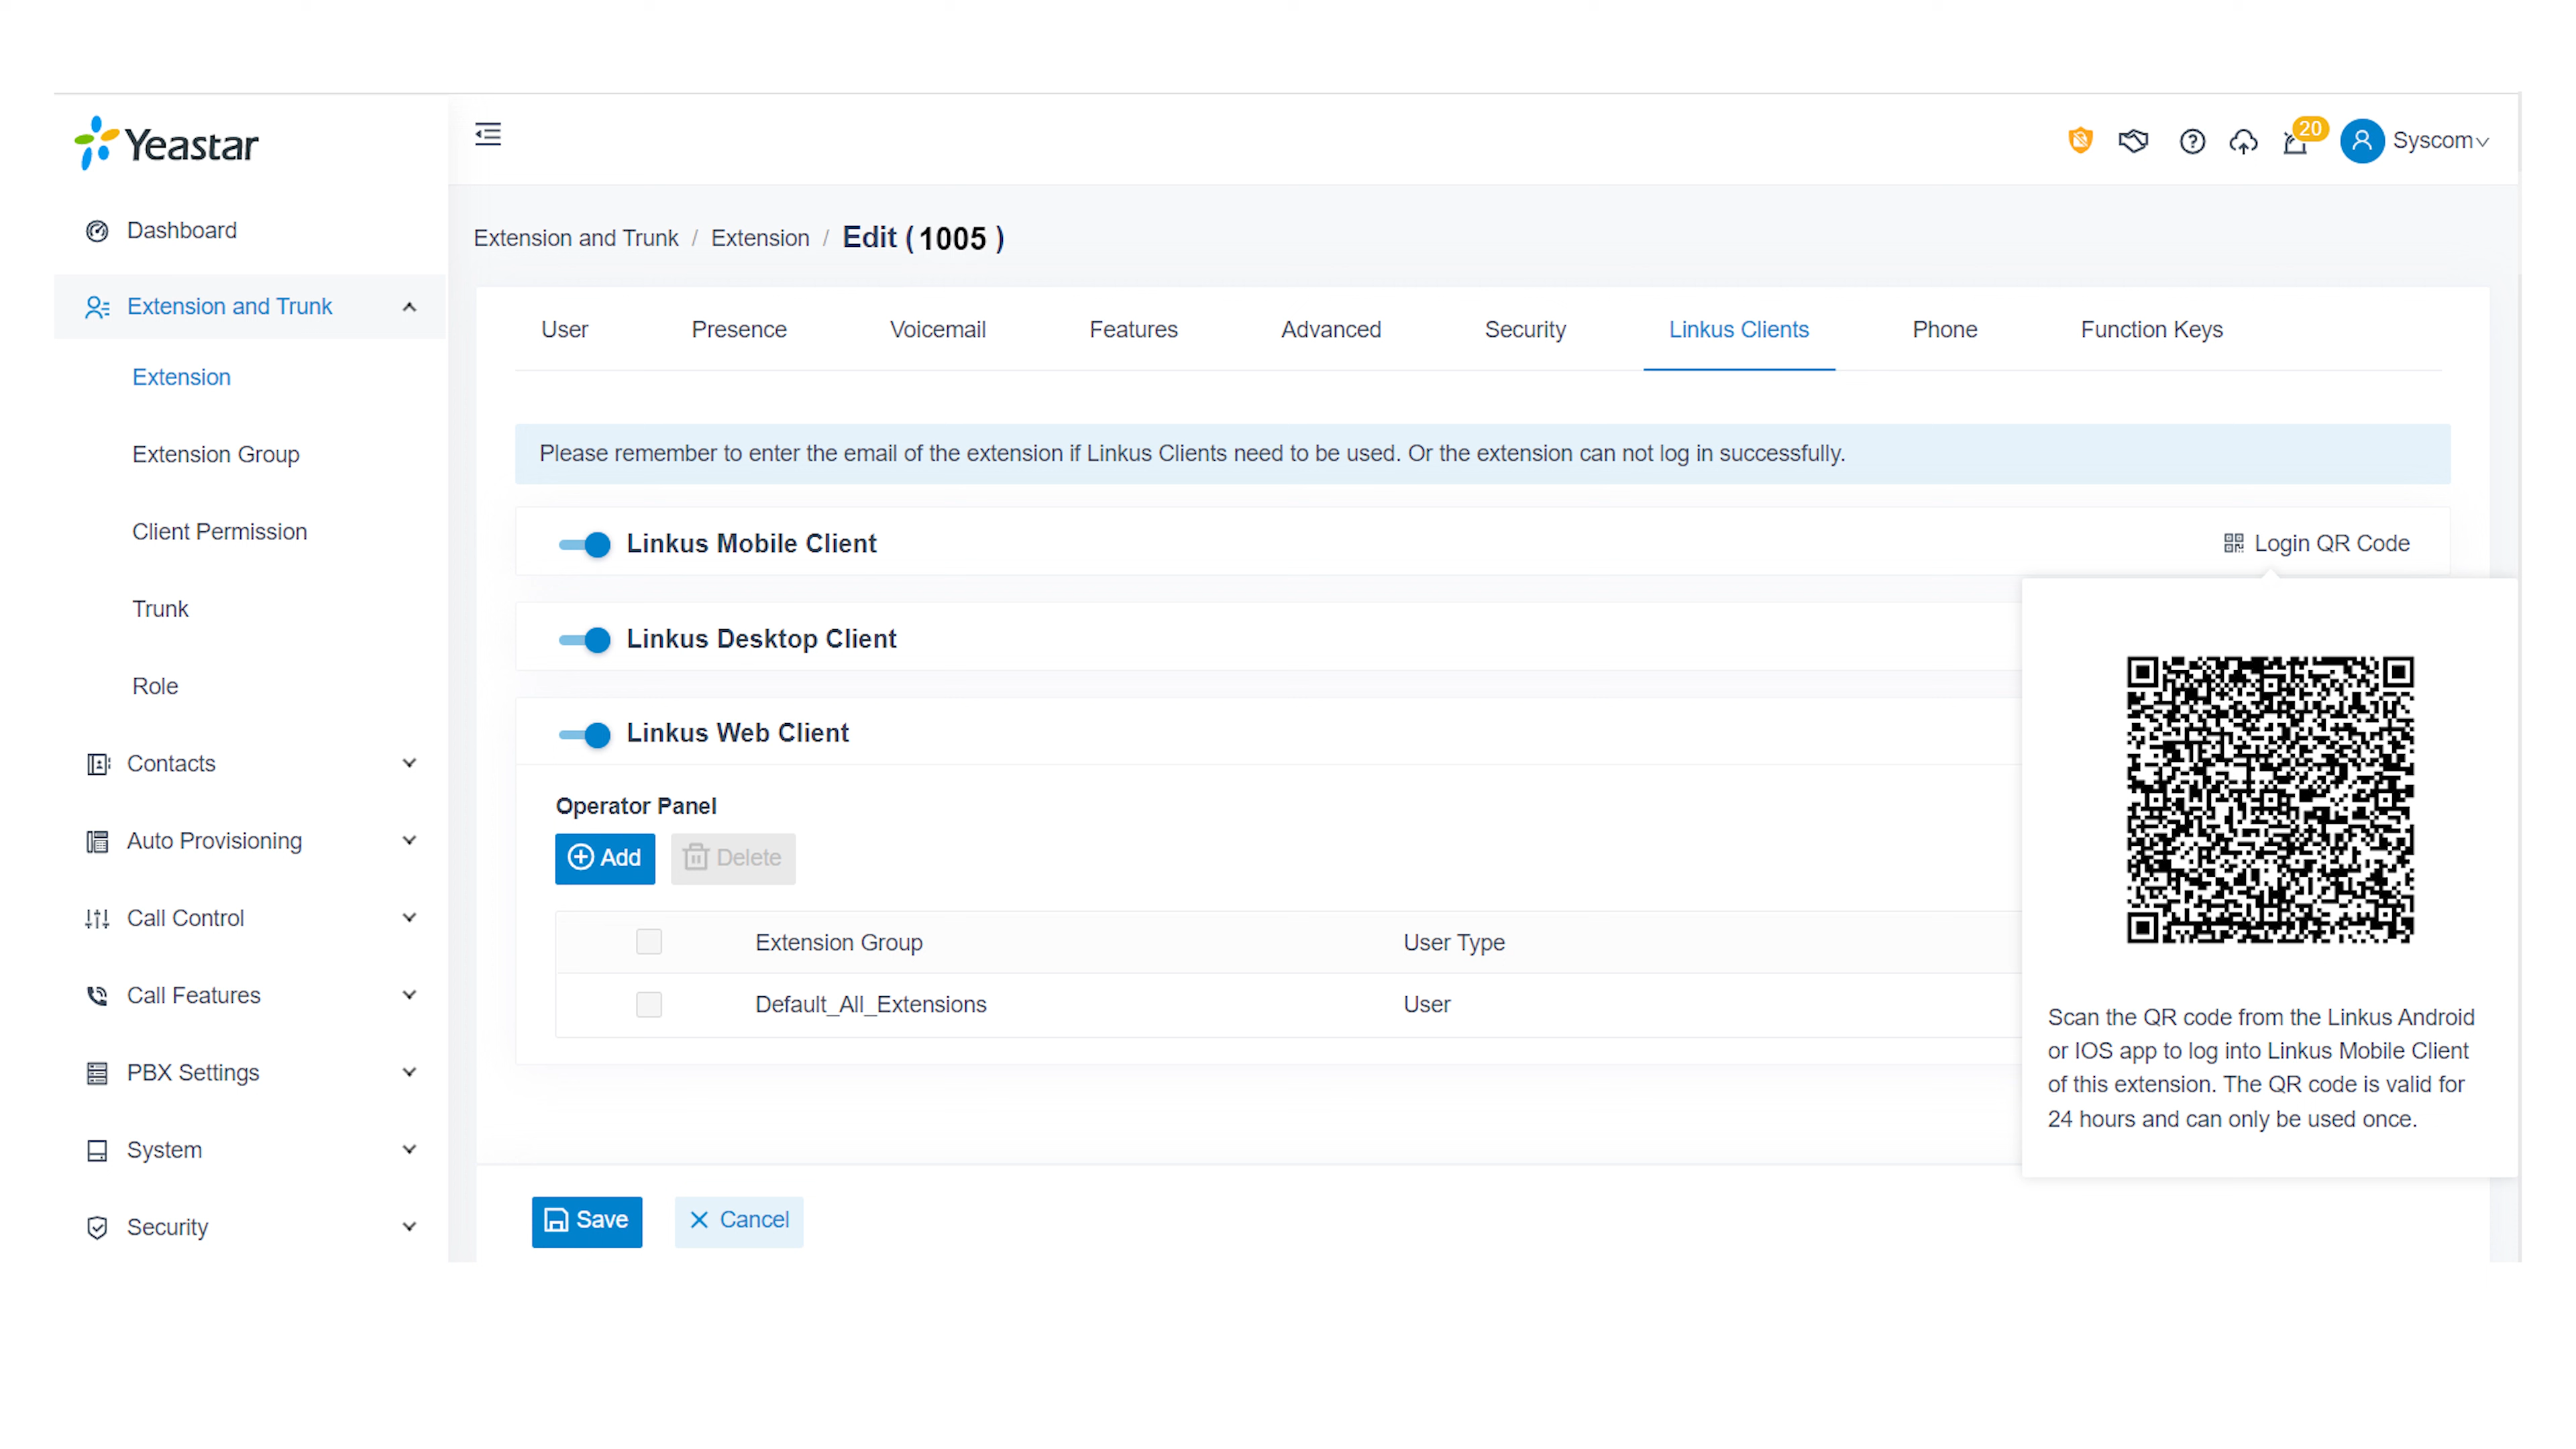 Yeastar
20
Syscom
Dashboard
Extension and Trunk
Extension
Extension Group
Client Permission
Trunk
Role
Contacts
Auto Provisioning
Call Control
Call Features
PBX Settings
System
Security
Extension and Trunk / Extension / Edit ( 1005 )
User Presence Voicemail Features Advanced Security Linkus Clients Phone Function Keys
Please remember to enter the email of the extension if Linkus Clients need to be used. Or the extension can not log in successfully.
Linkus Mobile Client
Login QR Code
Linkus Desktop Client
Linkus Web Client
Operator Panel
Add Delete
Extension Group User Type
Default_All_Extensions User
Scan the QR code from the Linkus Android
or IOS app to log into Linkus Mobile Client
of this extension. The QR code is valid for
24 hours and can only be used once.
Save Cancel